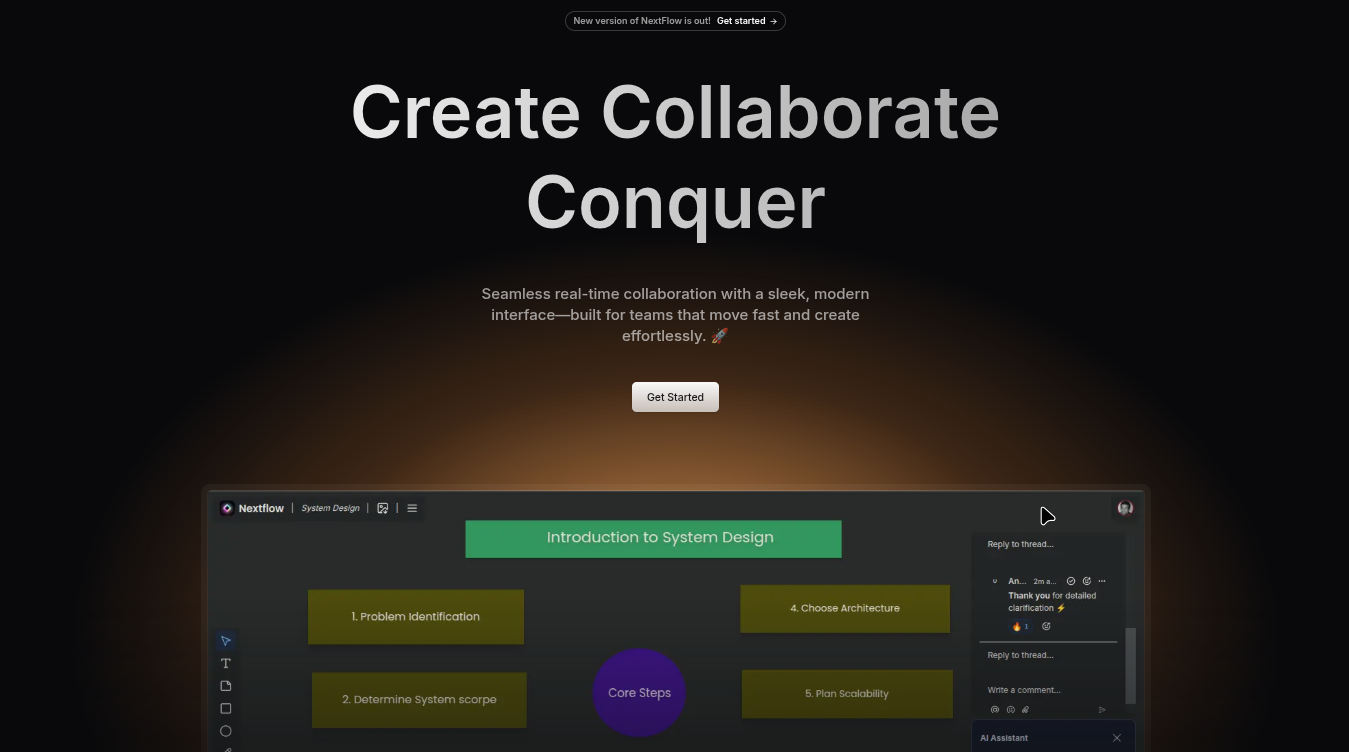 New version of NextFlow is out! Get started →
Create Collaborate
Conquer
Seamless real-time collaboration with a sleek, modern
interface—built for teams that move fast and create
effortlessly. 🚀
Get Started
Nextflow | System Design
Introduction to System Design
Reply to thread...
An... 2m a...
Thank you for detailed
clarification ⚡
🔥 1
1. Problem Identification
4. Choose Architecture
Reply to thread...
2. Determine System scorpe
Core Steps
5. Plan Scalability
Write a comment...
AI Assistant